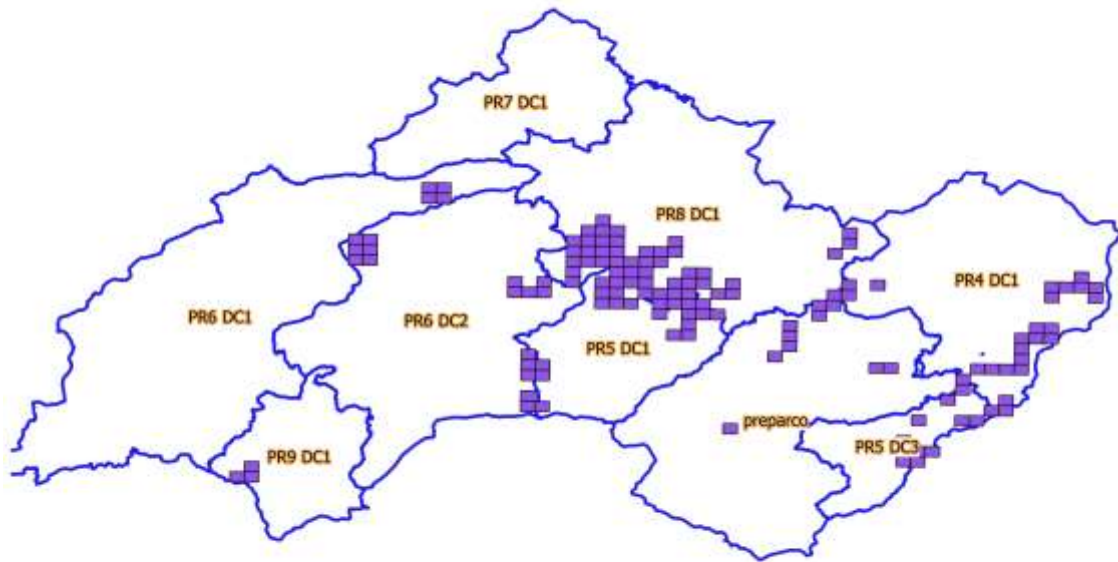 PR7 DC1
PR8 DC1
PR4 DC1
PR6 DC1
PR6 DC2
PR5 DC1
preparco
PR5 DC3
PR9 DC1